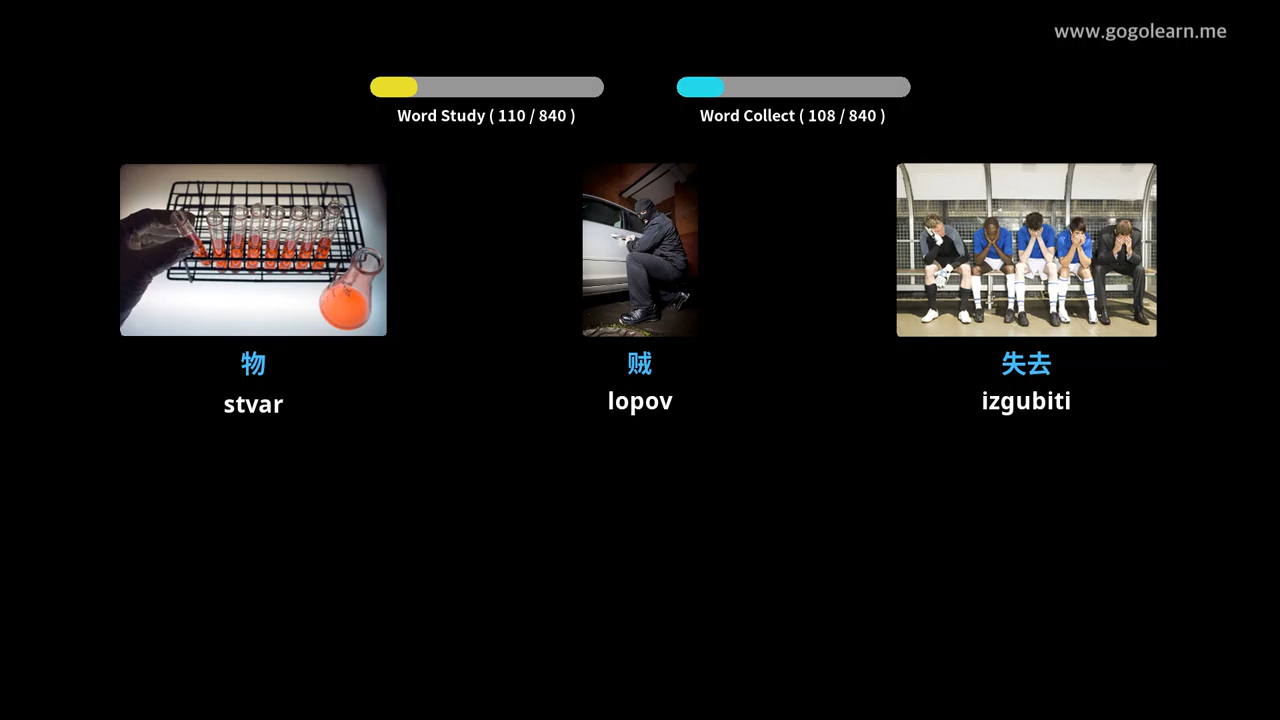 www.gogolearn.me
Word Study ( 110 / 840 )
Word Collect ( 108 / 840 )
物
贼
失去
stvar
lopov
izgubiti